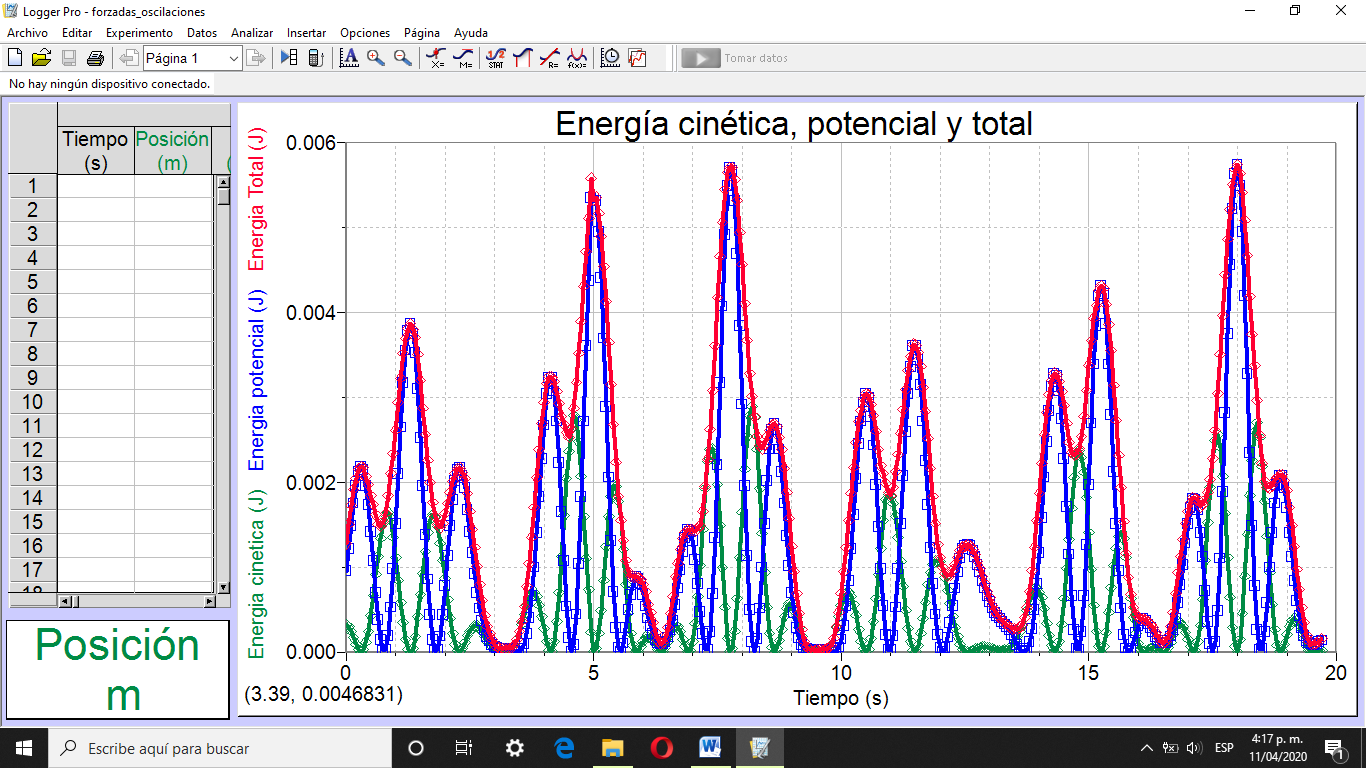 Logger Pro - forzadas_oscilaciones
Archivo Editar Experimento Datos Analizar Insertar Opciones Página Ayuda
Página 1
Tomar datos
No hay ningún dispositivo conectado.
Tiempo (s)
Posición (m)
1
2
3
4
5
6
7
8
9
10
11
12
13
14
15
16
17
Posición
m
Energía cinética, potencial y total
Energia cinetica (J) Energia potencial (J) Energia Total (J)
0.006
0.004
0.002
0.000
0 5 10 15 20
(3.39, 0.0046831)
Tiempo (s)
Escribe aquí para buscar
ESP
4:17 p. m.
11/04/2020
1